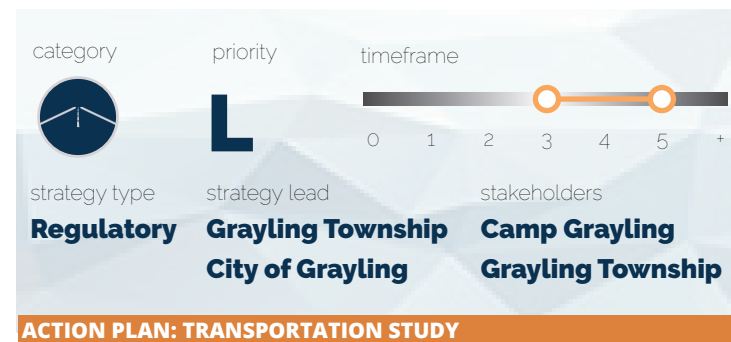 category priority timeframe
L
0 1 2 3 4 5 +
strategy type strategy lead stakeholders
Regulatory Grayling Township Camp Grayling
City of Grayling Grayling Township
ACTION PLAN: TRANSPORTATION STUDY